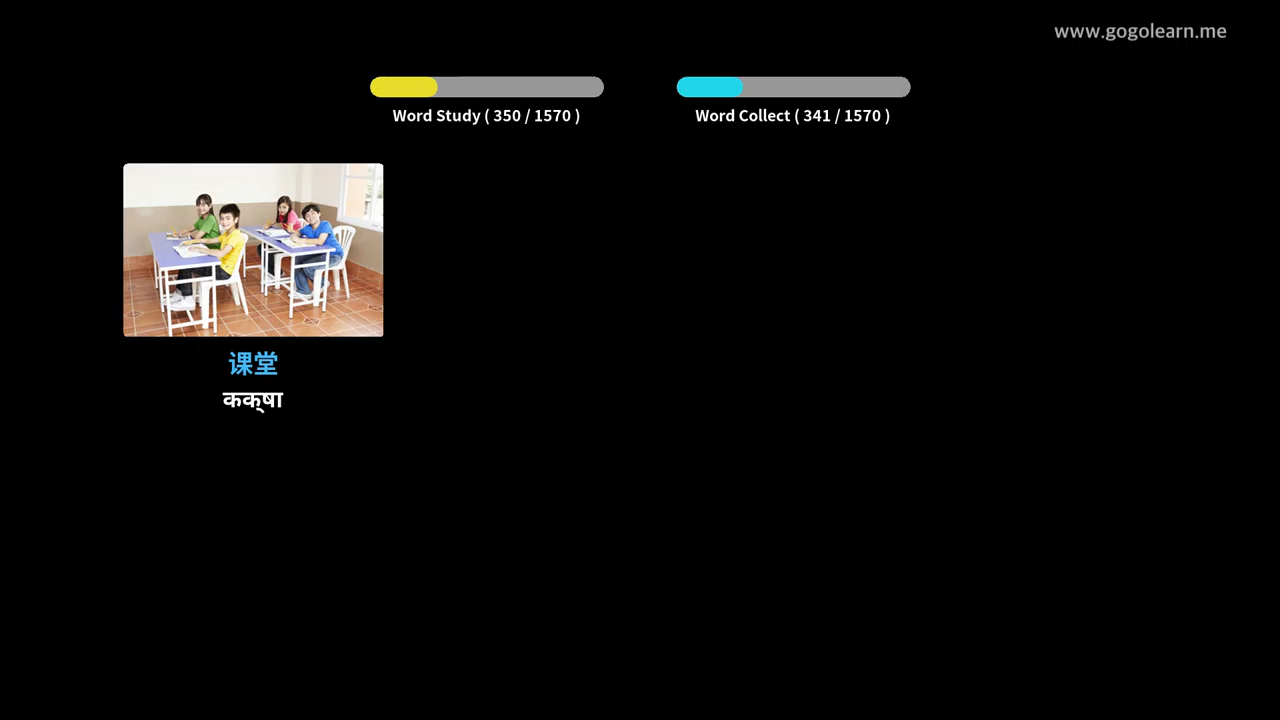 www.gogolearn.me
Word Study ( 350 / 1570 )
Word Collect ( 341 / 1570 )
课堂
कक्षा